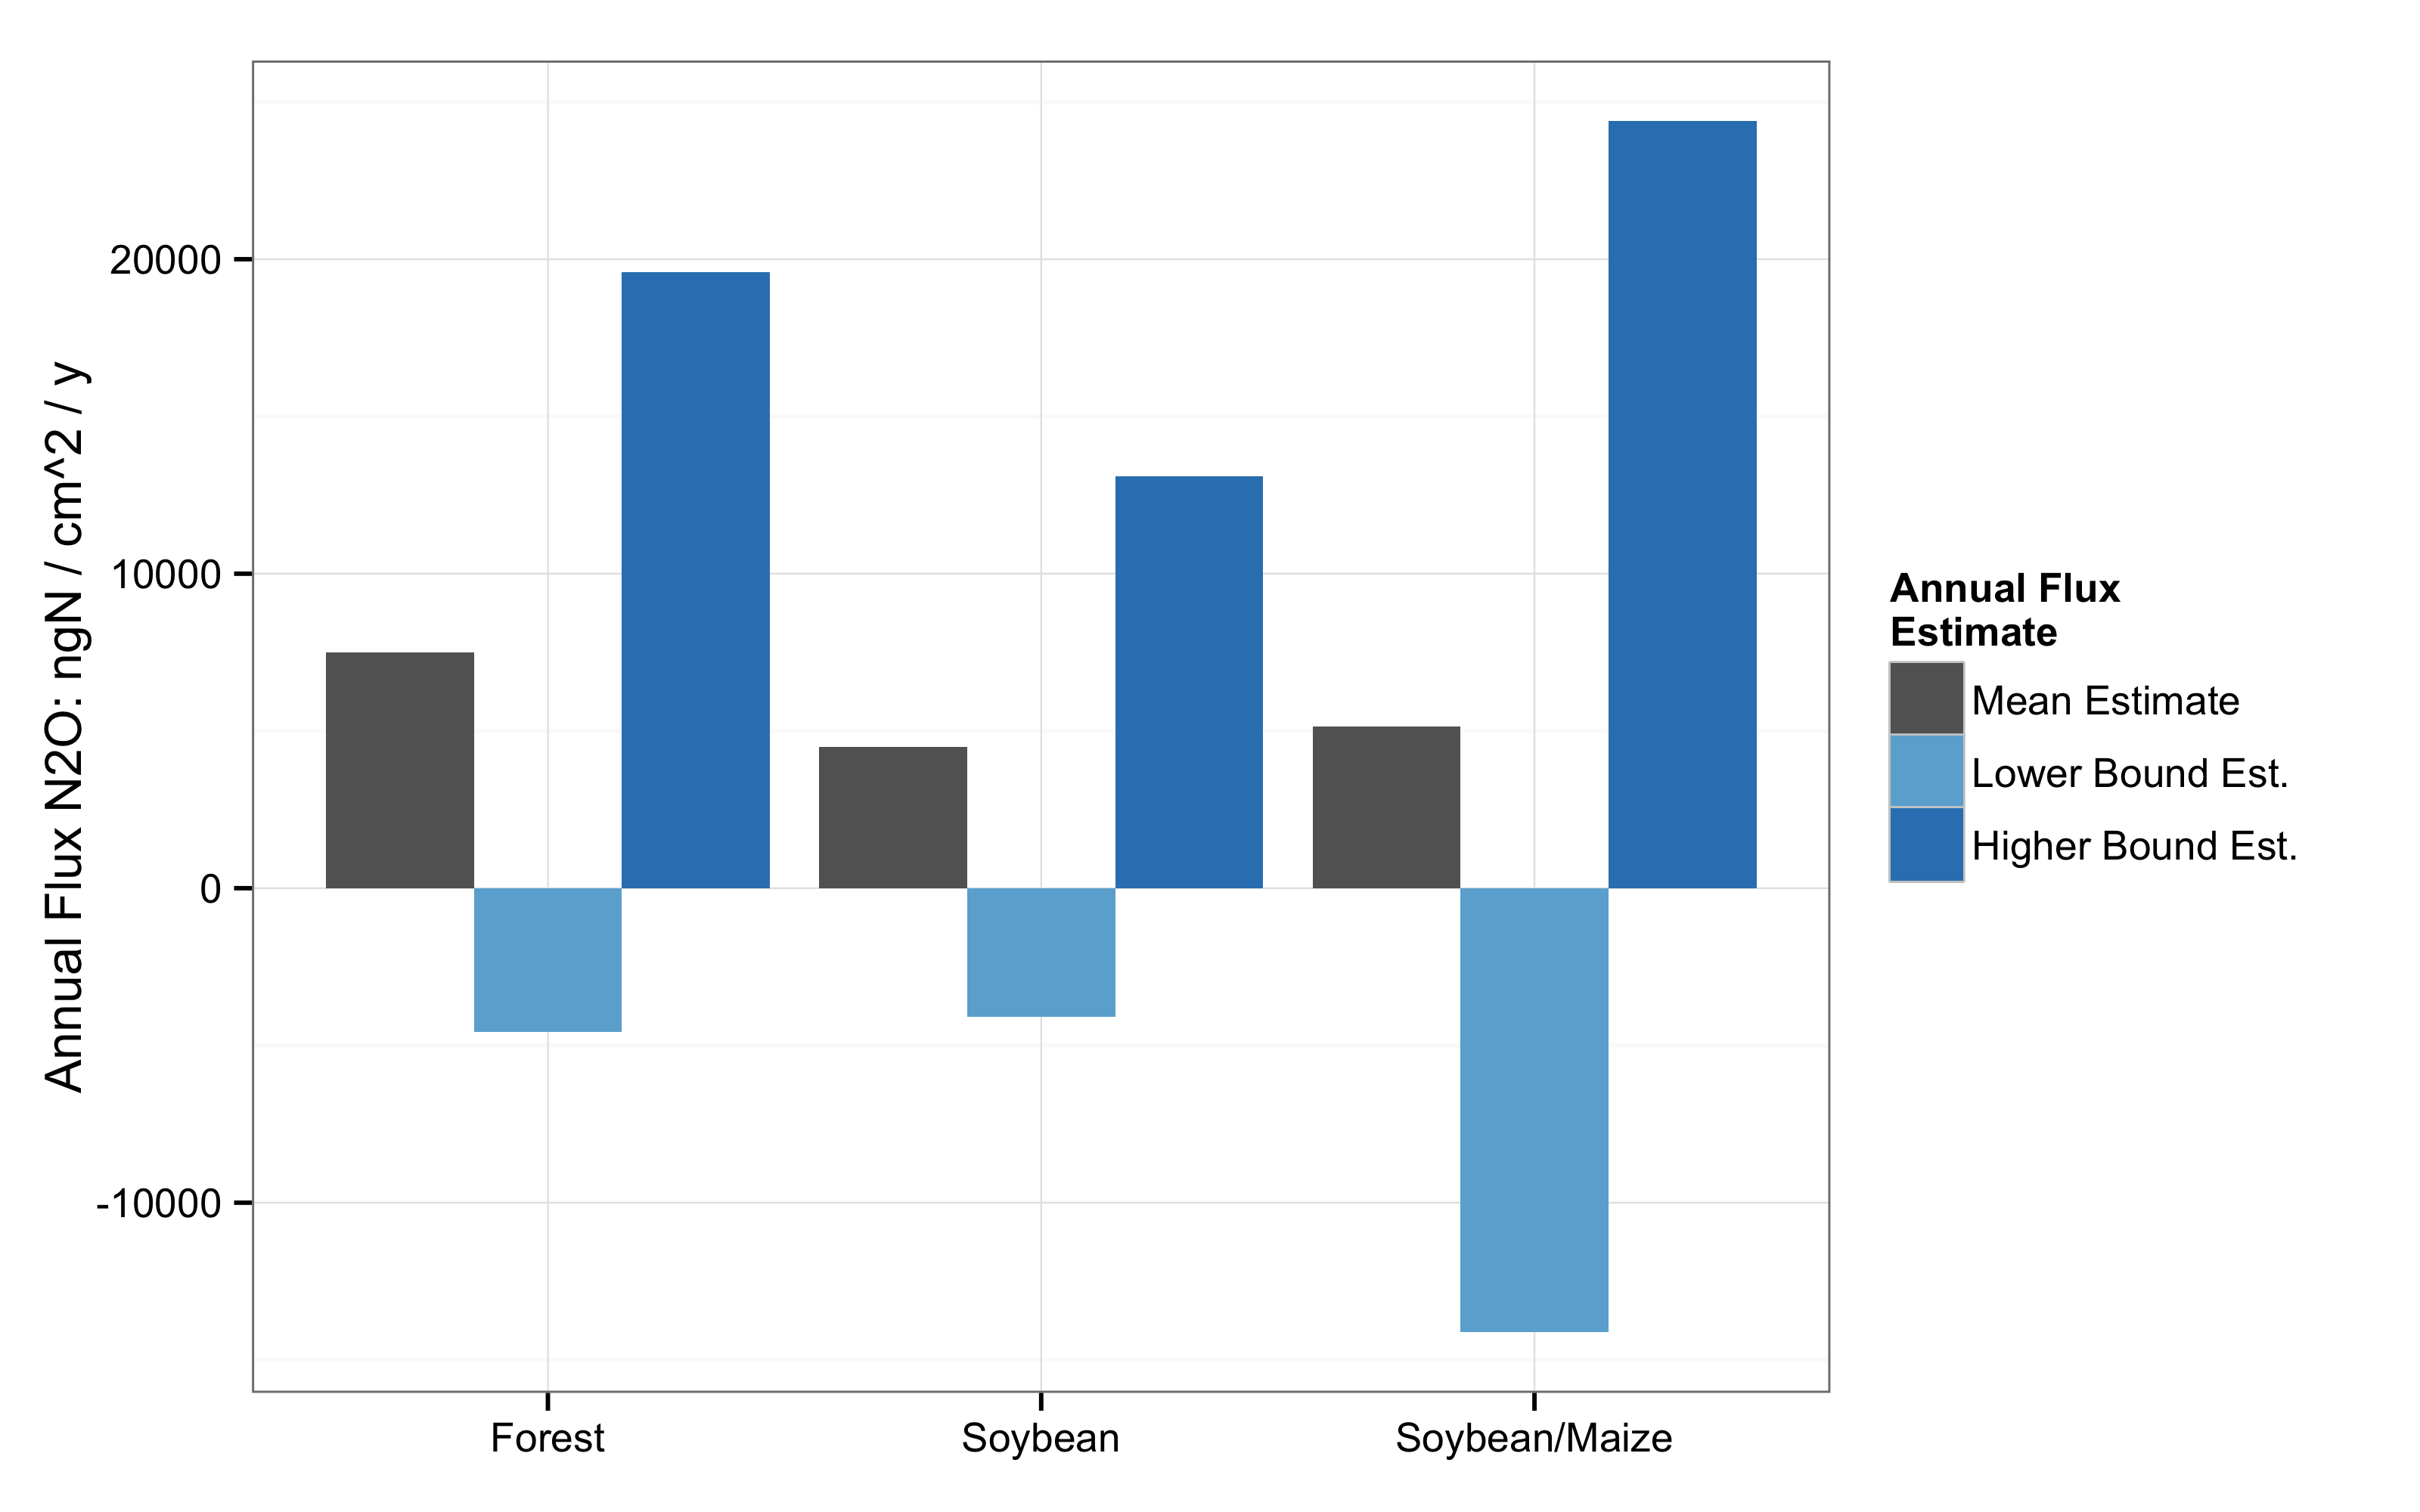 Annual Flux N2O: ngN / cm^2 / y
20000
10000
0
-10000
Forest
Soybean
Soybean/Maize
Annual Flux
Estimate
Mean Estimate
Lower Bound Est.
Higher Bound Est.